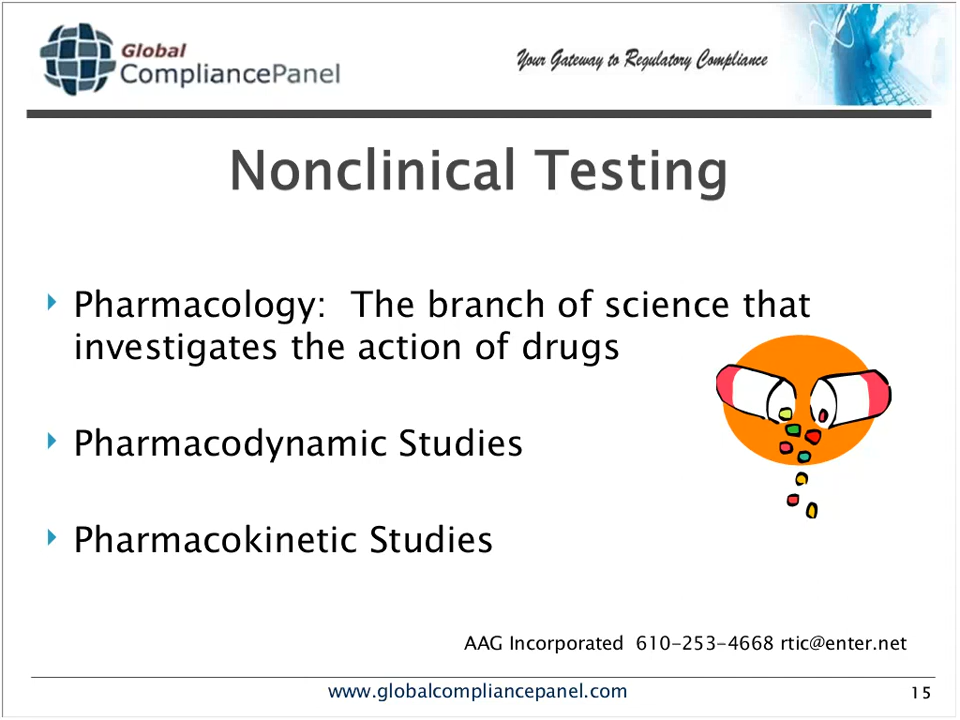 Global
CompliancePanel
Your Gateway to Regulatory Compliance
Nonclinical Testing
Pharmacology:  The branch of science that
investigates the action of drugs
Pharmacodynamic Studies
Pharmacokinetic Studies
AAG Incorporated  610-253-4668 rtic@enter.net
www.globalcompliancepanel.com
15